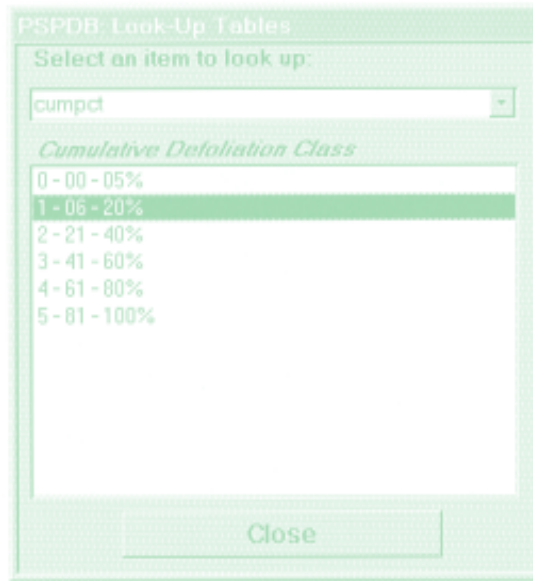 PSPDB: Look-Up Tables
Select an item to look up:
cumpct
Cumulative Defoliation Class
0 - 00 - 05%
1 - 06 - 20%
2 - 21 - 40%
3 - 41 - 60%
4 - 61 - 80%
5 - 81 - 100%
Close